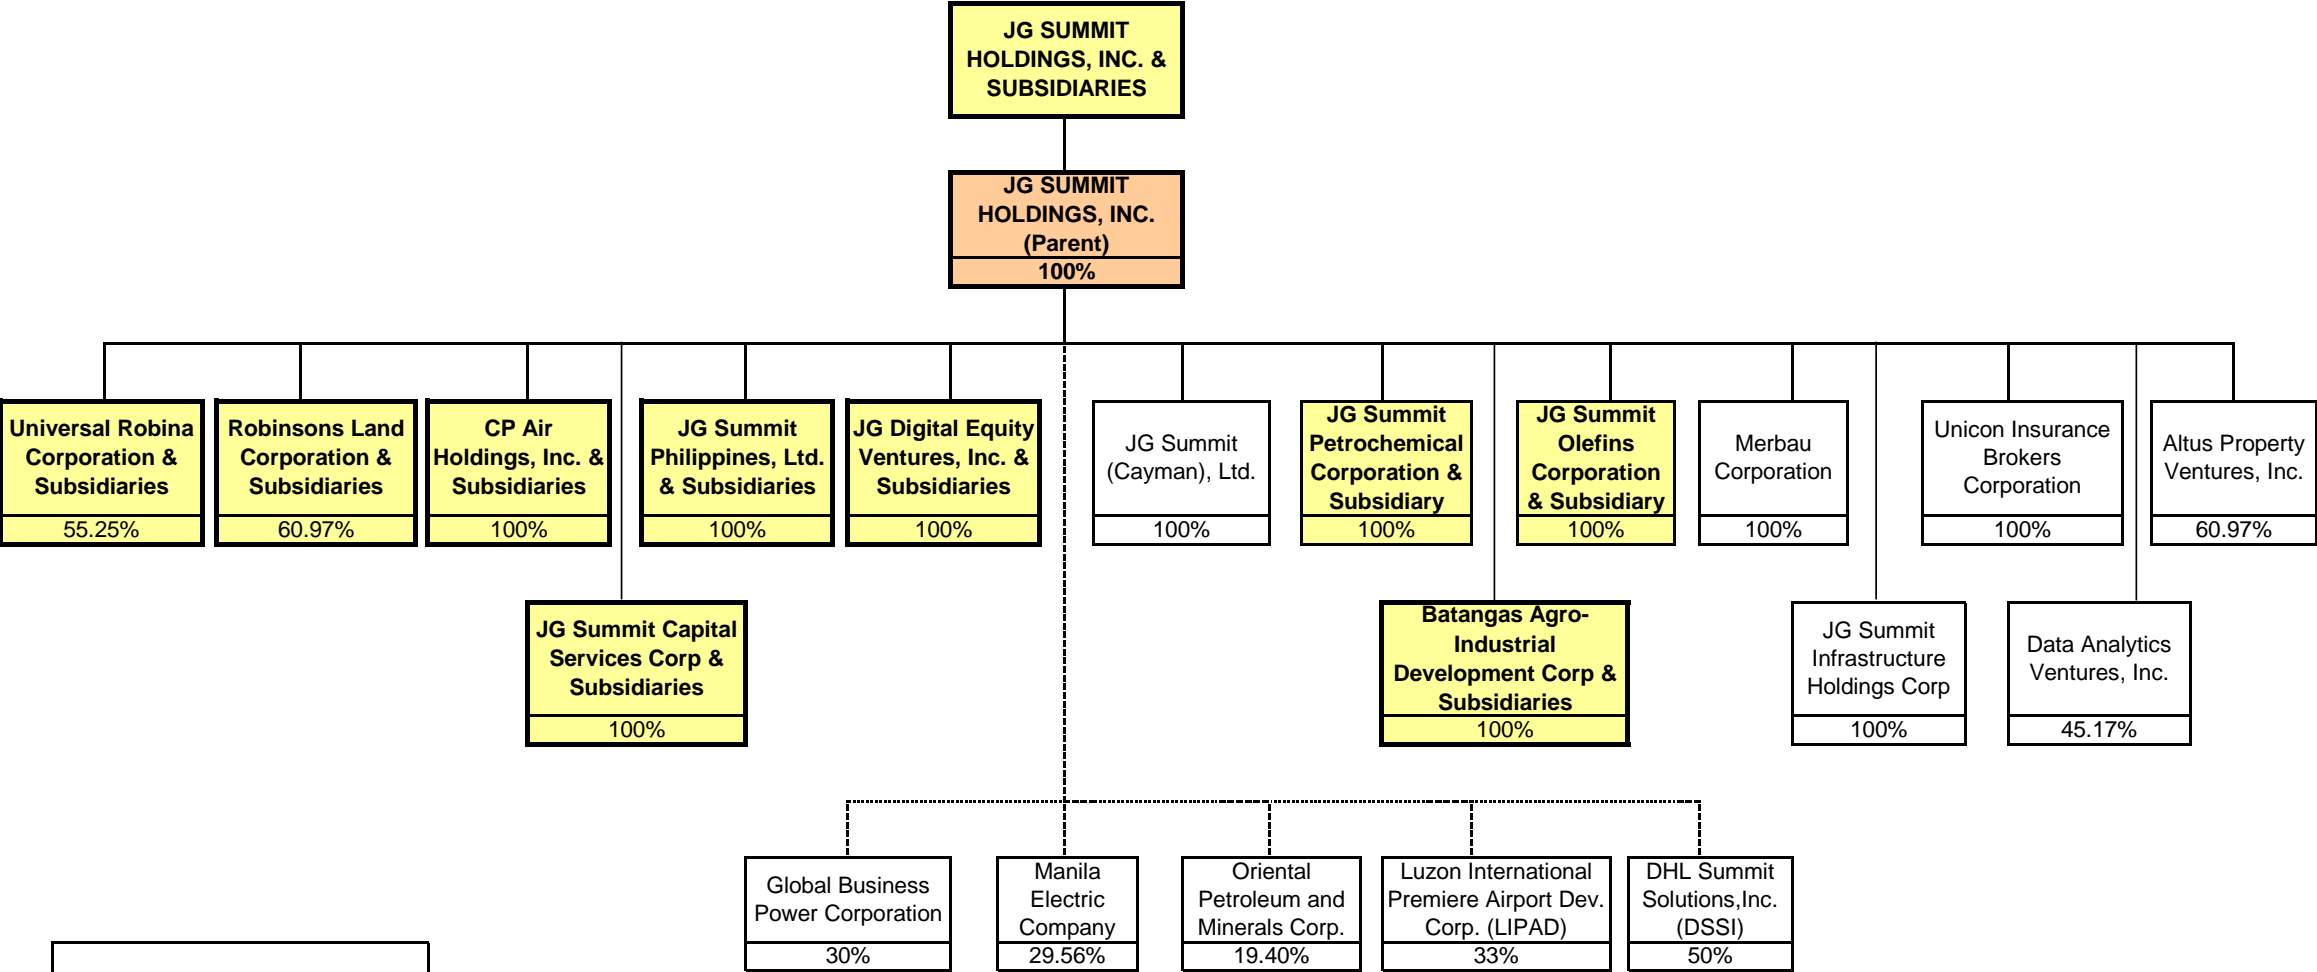 JG SUMMIT
HOLDINGS, INC. &
SUBSIDIARIES
JG SUMMIT
HOLDINGS, INC.
(Parent)
100%
Universal Robina
Corporation &
Subsidiaries
55.25%
Robinsons Land
Corporation &
Subsidiaries
60.97%
CP Air
Holdings, Inc. &
Subsidiaries
100%
JG Summit
Philippines, Ltd.
& Subsidiaries
100%
JG Digital Equity
Ventures, Inc. &
Subsidiaries
100%
JG Summit
(Cayman), Ltd.
100%
JG Summit
Petrochemical
Corporation &
Subsidiary
100%
JG Summit
Olefins
Corporation
& Subsidiary
100%
Merbau
Corporation
100%
Unicon Insurance
Brokers
Corporation
100%
Altus Property
Ventures, Inc.
60.97%
JG Summit Capital
Services Corp &
Subsidiaries
100%
Batangas Agro-
Industrial
Development Corp &
Subsidiaries
100%
JG Summit
Infrastructure
Holdings Corp
100%
Data Analytics
Ventures, Inc.
45.17%
Global Business
Power Corporation
30%
Manila
Electric
Company
29.56%
Oriental
Petroleum and
Minerals Corp.
19.40%
Luzon International
Premiere Airport Dev.
Corp. (LIPAD)
33%
DHL Summit
Solutions,Inc.
(DSSI)
50%